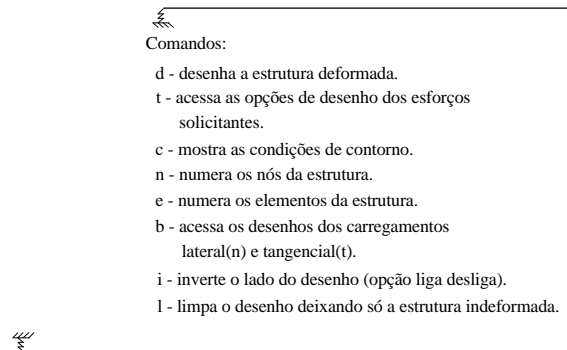 Comandos:
d - desenha a estrutura deformada.
t - acessa as opções de desenho dos esforços
solicitantes.
c - mostra as condições de contorno.
n - numera os nós da estrutura.
e - numera os elementos da estrutura.
b - acessa os desenhos dos carregamentos
lateral(n) e tangencial(t).
i - inverte o lado do desenho (opção liga desliga).
l - limpa o desenho deixando só a estrutura indeformada.